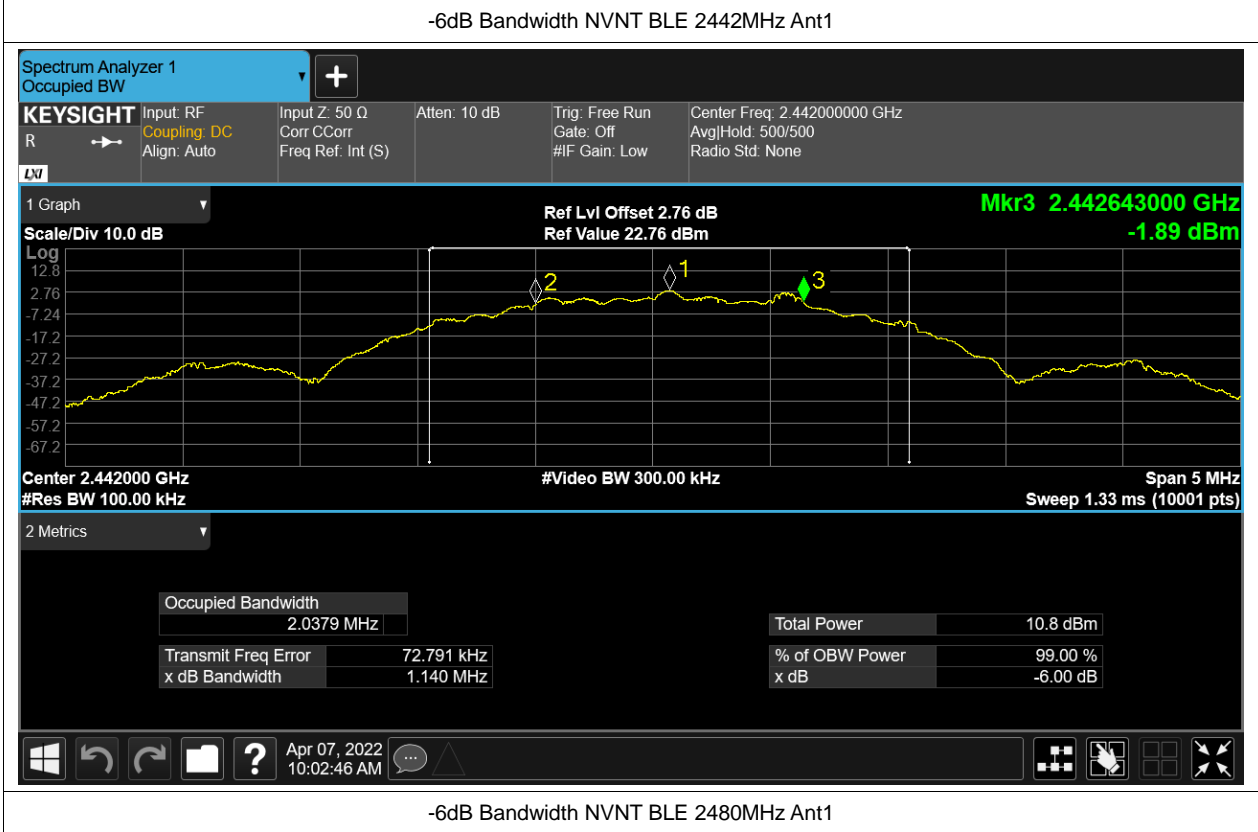 -6dB Bandwidth NVNT BLE 2442MHz Ant1
Spectrum Analyzer 1
Occupied BW
KEYSIGHT
R
LXI
Input: RF
Coupling: DC
Align: Auto
Input Z: 50 Ω
Corr CCorr
Freq Ref: Int (S)
Atten: 10 dB
Trig: Free Run
Gate: Off
#IF Gain: Low
Center Freq: 2.442000000 GHz
Avg|Hold: 500/500
Radio Std: None
1 Graph
Scale/Div 10.0 dB
Ref Lvl Offset 2.76 dB
Ref Value 22.76 dBm
Mkr3 2.442643000 GHz
-1.89 dBm
Log
12.8
2.76
-7.24
-17.2
-27.2
-37.2
-47.2
-57.2
-67.2
2
1
3
Center 2.442000 GHz
#Res BW 100.00 kHz
#Video BW 300.00 kHz
Span 5 MHz
Sweep 1.33 ms (10001 pts)
2 Metrics
Occupied Bandwidth
2.0379 MHz
Transmit Freq Error 72.791 kHz
x dB Bandwidth 1.140 MHz
Total Power 10.8 dBm
% of OBW Power 99.00 %
x dB -6.00 dB
Apr 07, 2022
10:02:46 AM
-6dB Bandwidth NVNT BLE 2480MHz Ant1